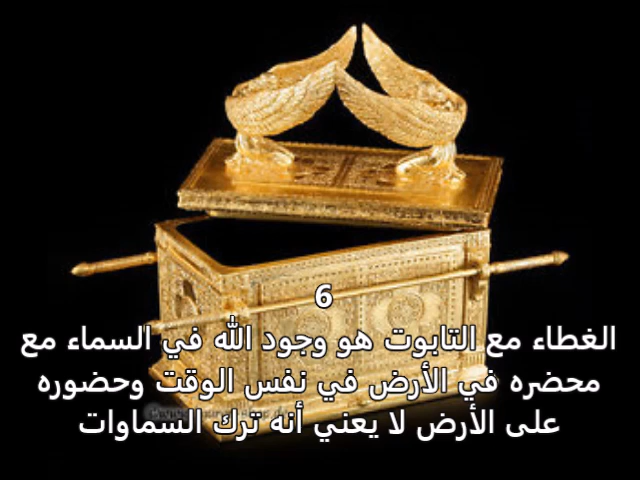 6
الغطاء مع التابوت هو وجود الله في السماء مع
محضره في الأرض في نفس الوقت وحضوره
على الأرض لا يعني أنه ترك السماوات